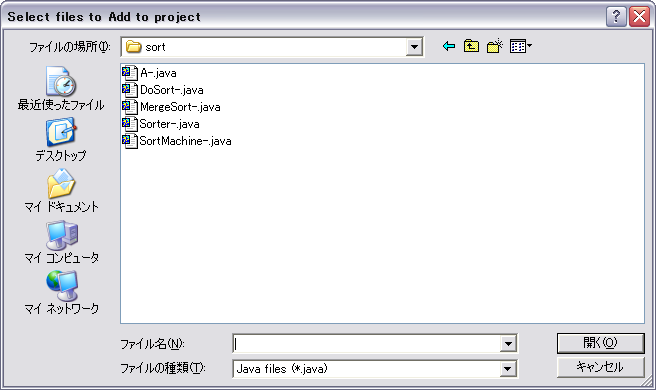 Select files to Add to project
ファイルの場所(I):
sort
最近使ったファイル
デスクトップ
マイ ドキュメント
マイ コンピュータ
マイ ネットワーク
A-.java
DoSort-.java
MergeSort-.java
Sorter-.java
SortMachine-.java
ファイル名(N):
開く(O)
ファイルの種類(T):
Java files (*.java)
キャンセル